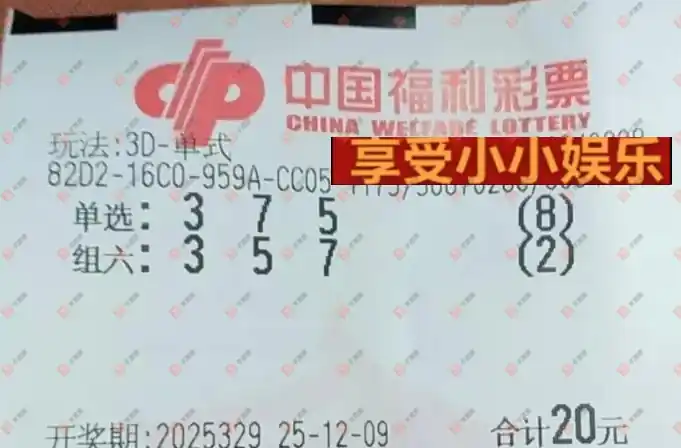 中国福利彩票
CHINA WELFARE LOTTERY
玩法:3D-单式
享受小小娱乐
82D2-16C0-959A-CC05
单选: 3 7 5 (8)
组六: 3 5 7 (2)
开奖期:2025329 25-12-09 合计20元